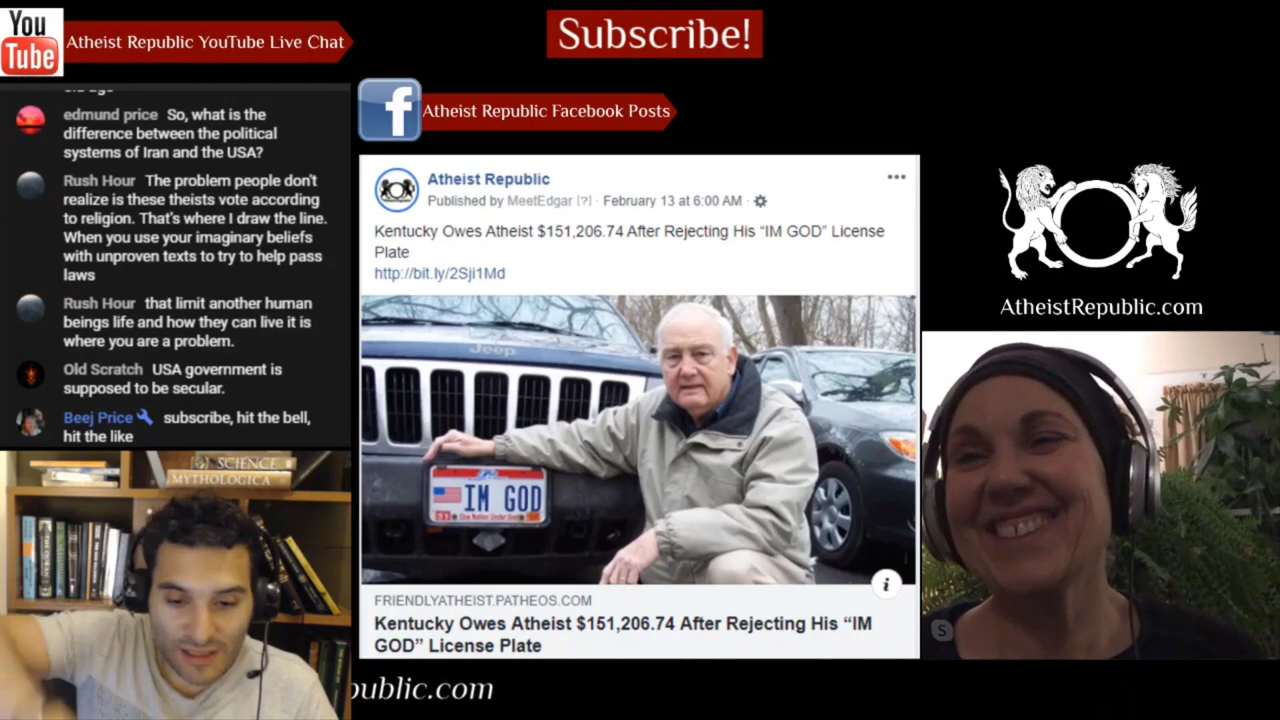 You
Tube
Atheist Republic YouTube Live Chat
Subscribe!
Atheist Republic Facebook Posts
edmund price So, what is the
difference between the political
systems of Iran and the USA?
Rush Hour The problem people don't
realize is these theists vote according
to religion. That's where I draw the line.
When you use your imaginary beliefs
with unproven texts to try to help pass
laws
Rush Hour that limit another human
beings life and how they can live it is
where you are a problem.
Old Scratch USA government is
supposed to be secular.
Beej Price subscribe, hit the bell,
hit the like
f
Atheist Republic
Published by MeetEdgar [?] · February 13 at 6:00 AM ·
Kentucky Owes Atheist $151,206.74 After Rejecting His “IM GOD” License
Plate
http://bit.ly/2Sji1Md
Jeep
IM GOD
One Nation Under God
i
FRIENDLYATHEIST.PATHEOS.COM
Kentucky Owes Atheist $151,206.74 After Rejecting His “IM
GOD” License Plate
AtheistRepublic.com
S
SCIENCE
MYTHOLOGICA
public.com